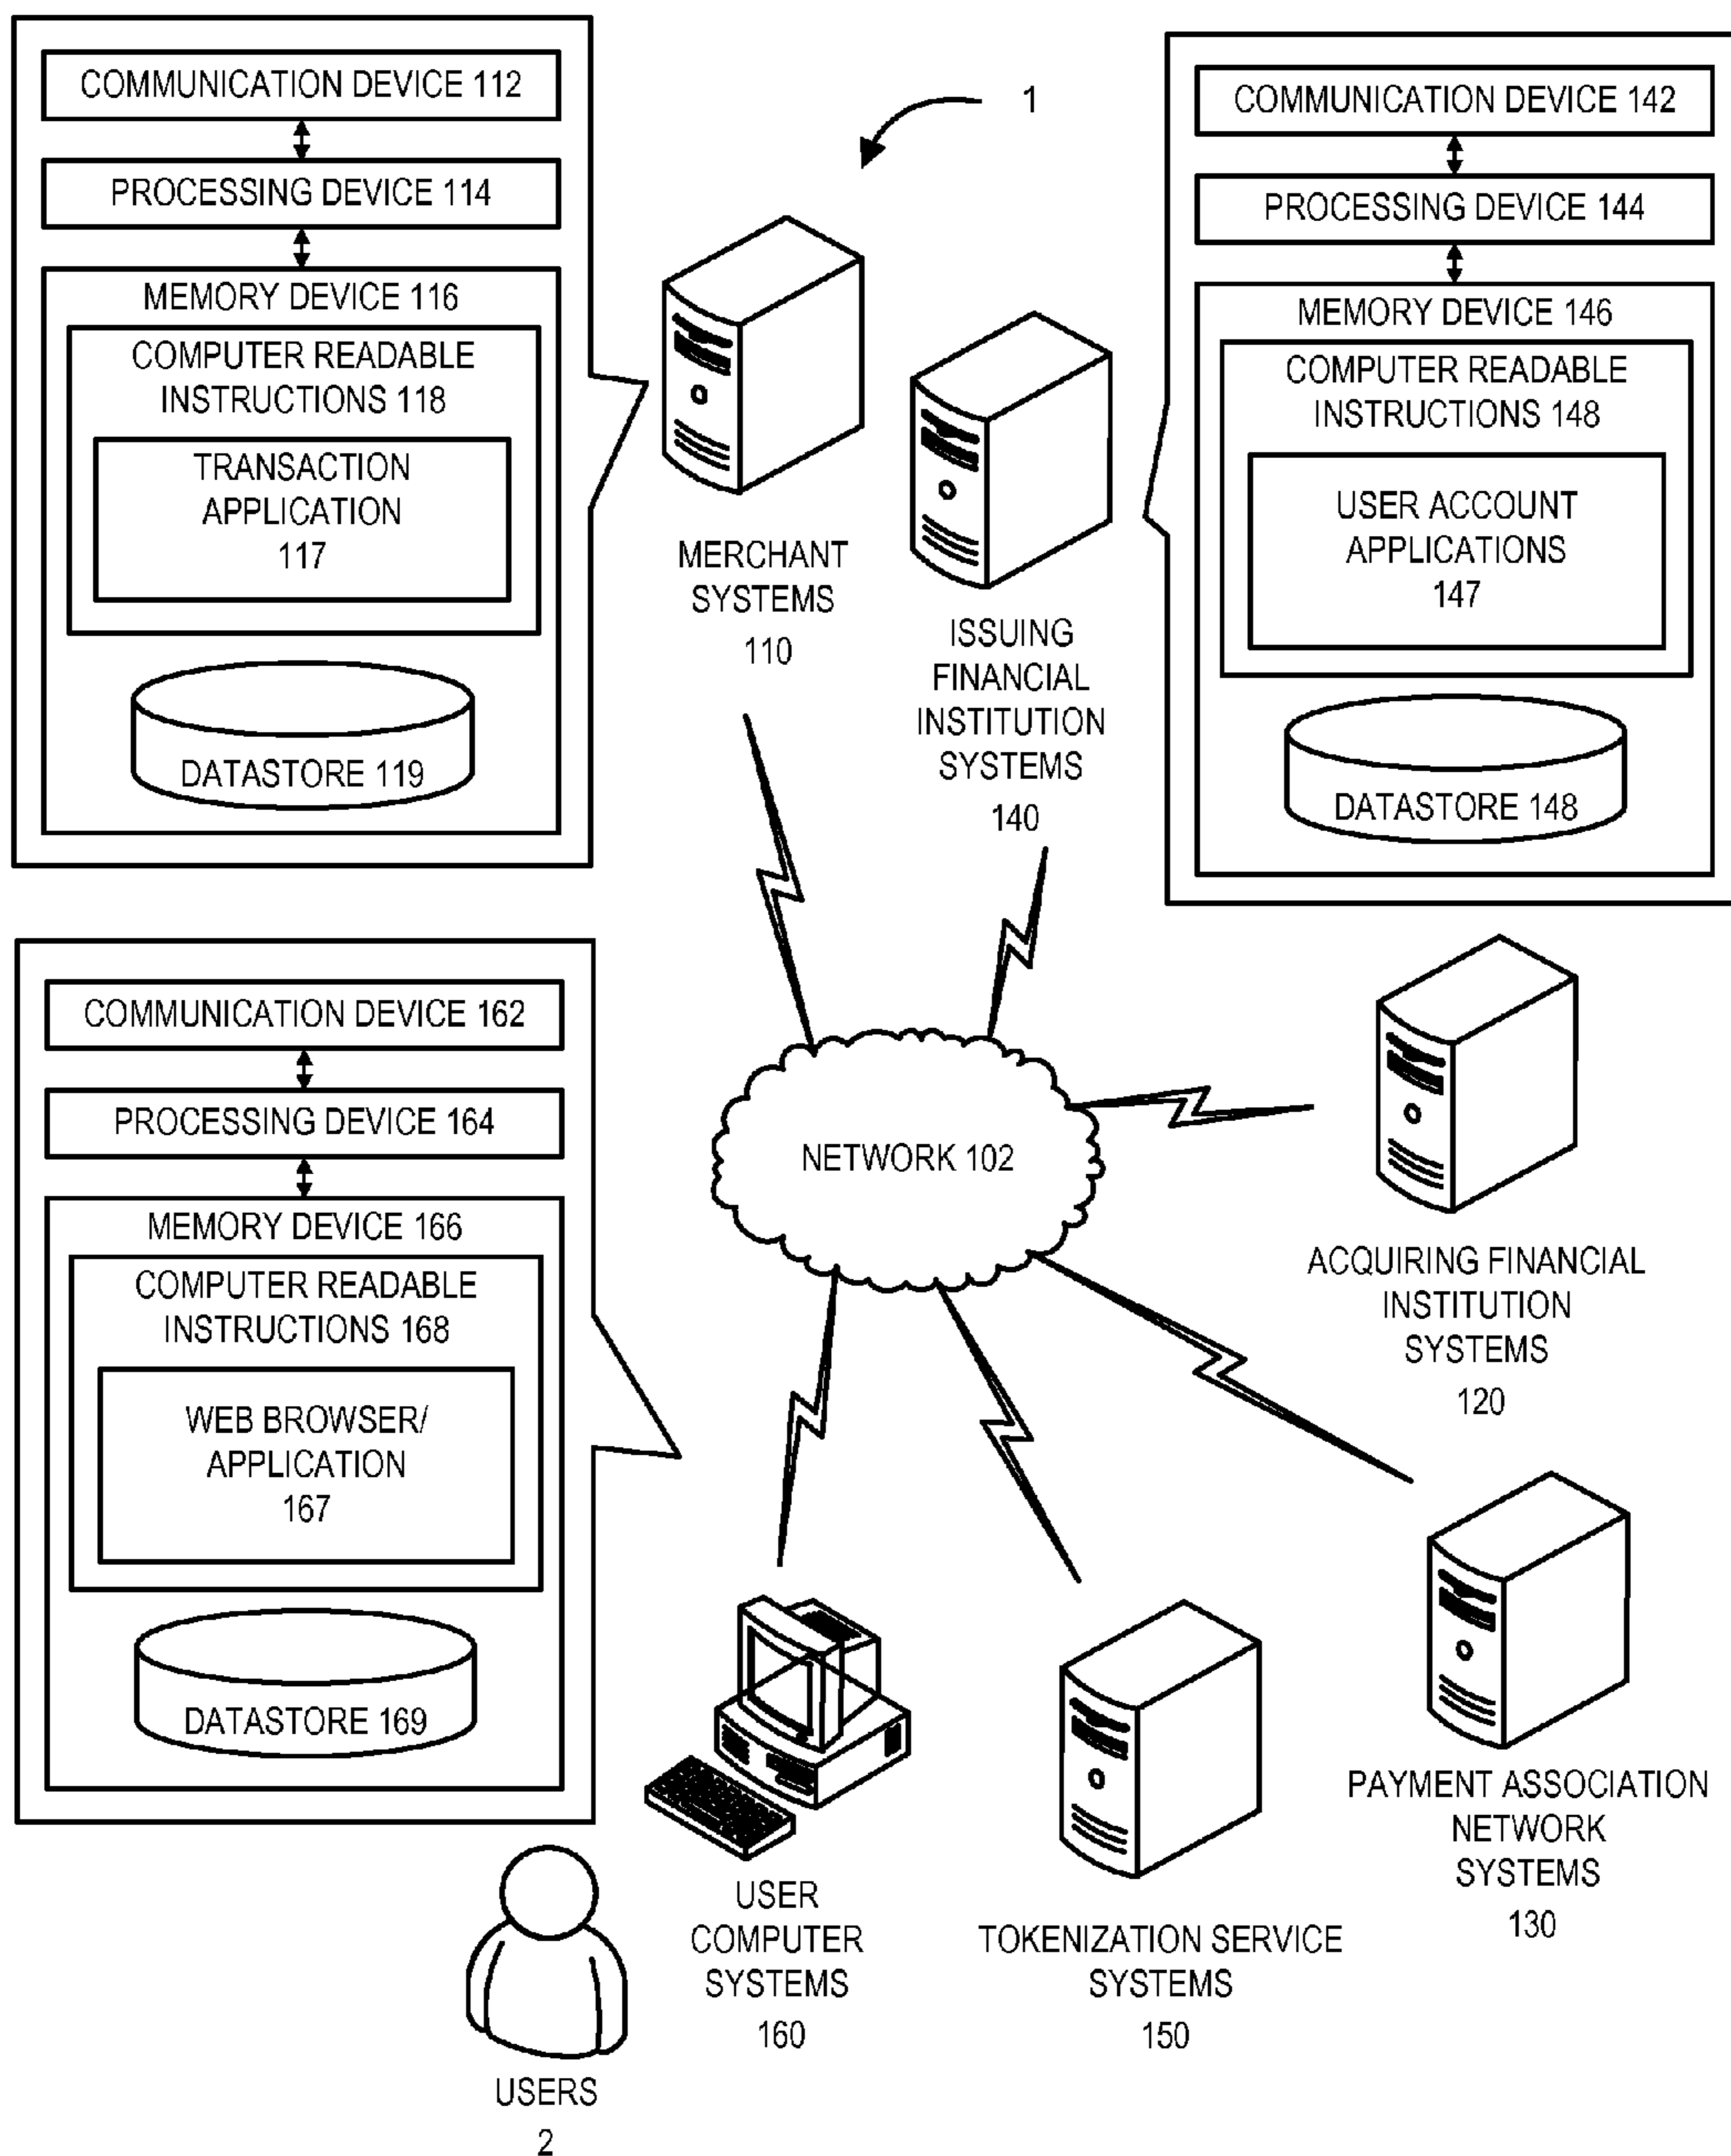 COMMUNICATION DEVICE 112
PROCESSING DEVICE 114
MEMORY DEVICE 116
COMPUTER READABLE
INSTRUCTIONS 118
TRANSACTION
APPLICATION
117
DATASTORE 119
1
MERCHANT
SYSTEMS
110
ISSUING
FINANCIAL
INSTITUTION
SYSTEMS
140
COMMUNICATION DEVICE 142
PROCESSING DEVICE 144
MEMORY DEVICE 146
COMPUTER READABLE
INSTRUCTIONS 148
USER ACCOUNT
APPLICATIONS
147
DATASTORE 148
COMMUNICATION DEVICE 162
PROCESSING DEVICE 164
MEMORY DEVICE 166
COMPUTER READABLE
INSTRUCTIONS 168
WEB BROWSER/
APPLICATION
167
DATASTORE 169
NETWORK 102
ACQUIRING FINANCIAL
INSTITUTION
SYSTEMS
120
PAYMENT ASSOCIATION
NETWORK
SYSTEMS
130
TOKENIZATION SERVICE
SYSTEMS
150
USER
COMPUTER
SYSTEMS
160
USERS
2